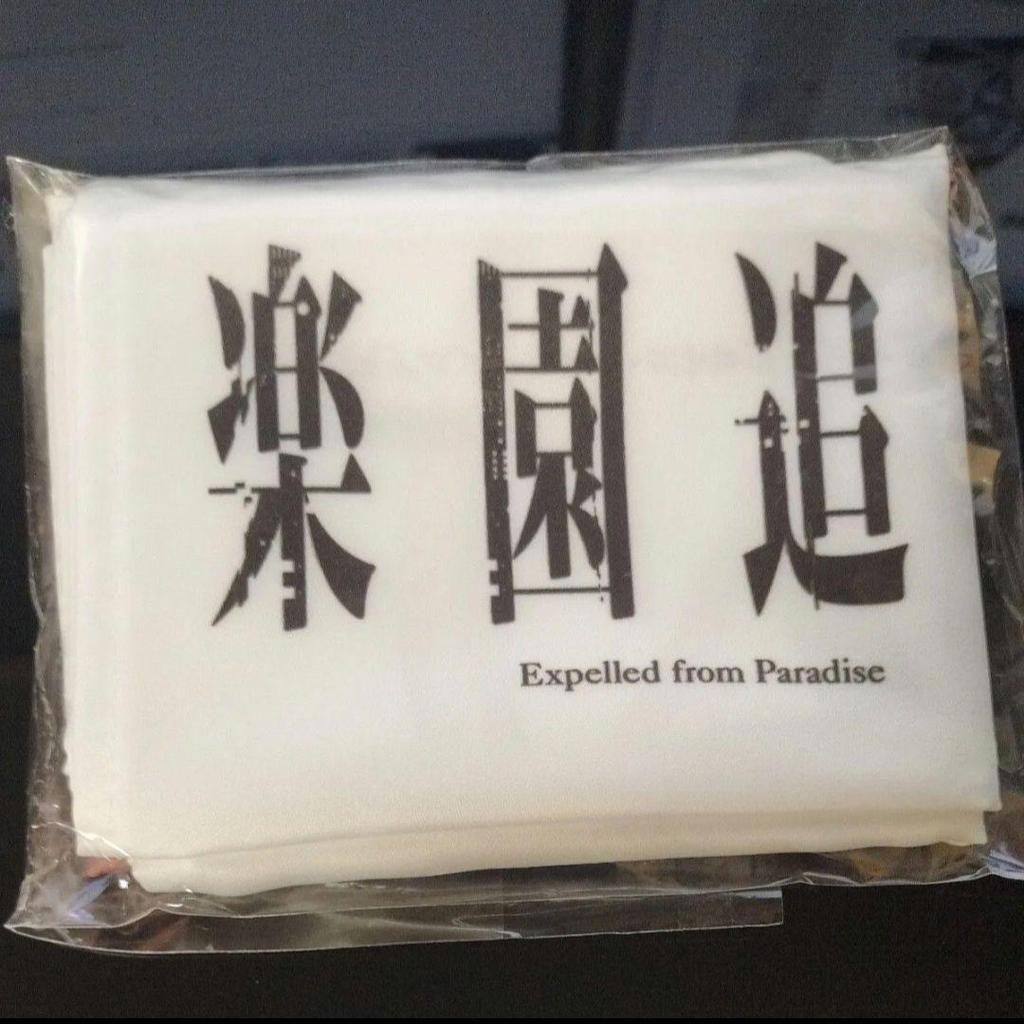 楽園追
Expelled from Paradise